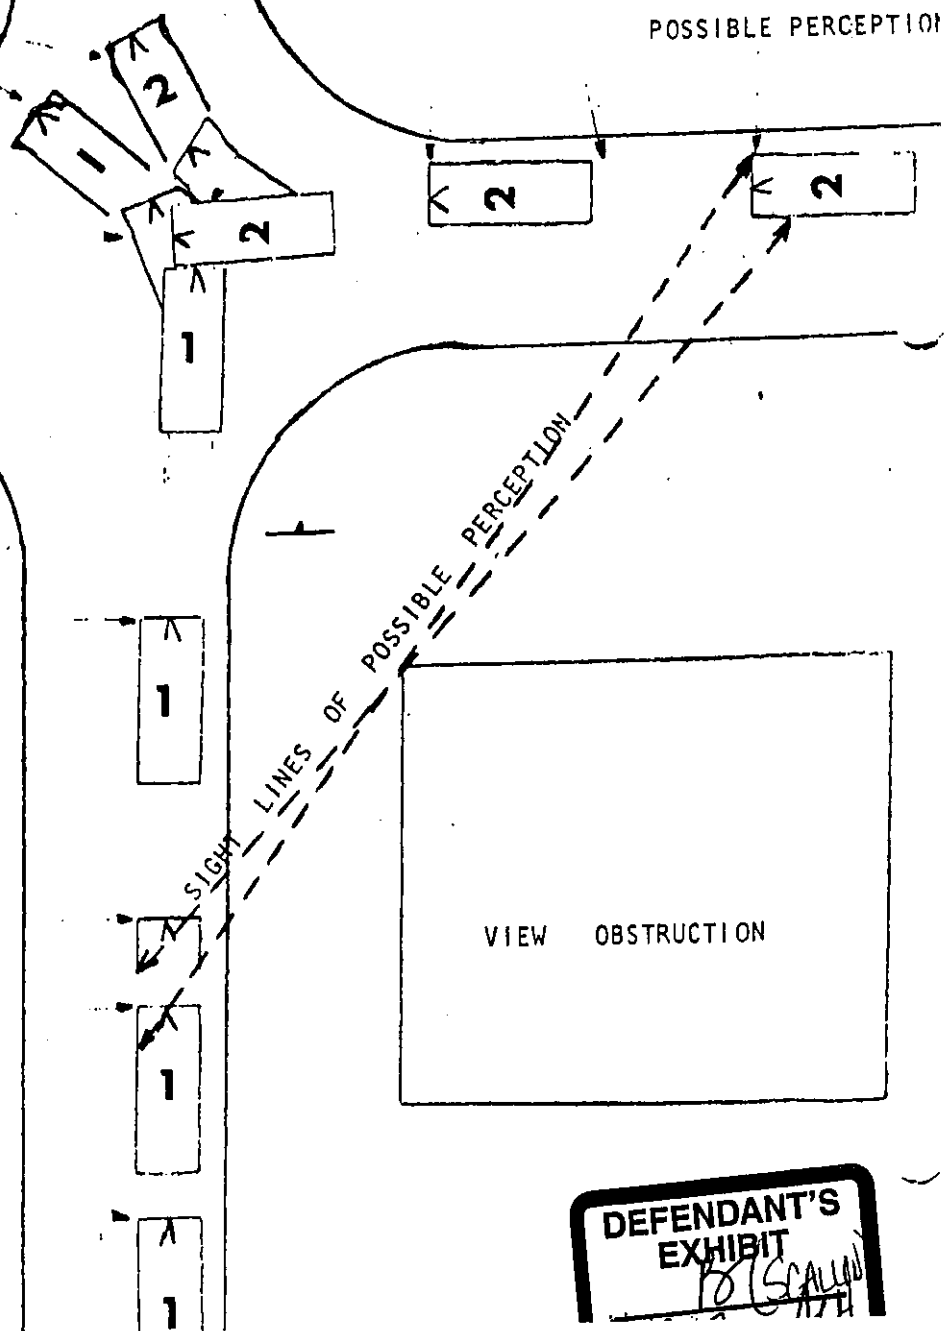 POSSIBLE PERCEPTION
2
1
2
2
2
1
SIGHT LINES OF POSSIBLE PERCEPTION
1
VIEW OBSTRUCTION
1
DEFENDANT'S
EXHIBIT
1